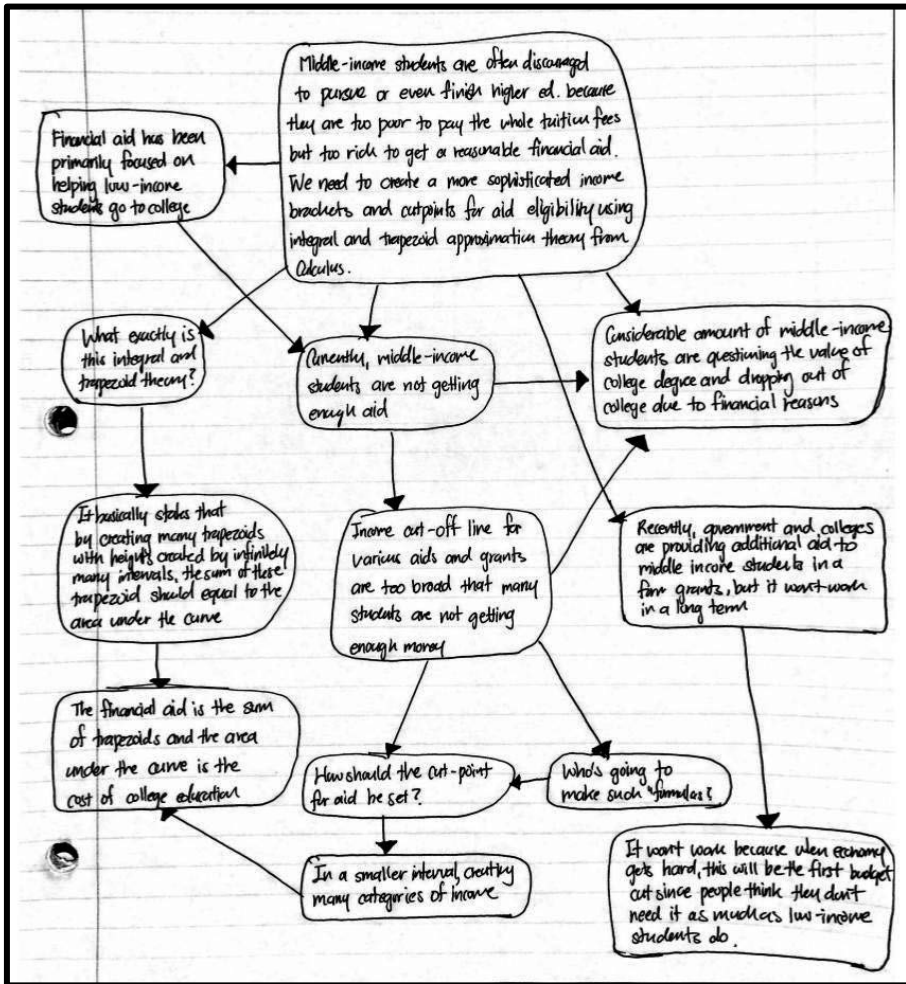 Middle-income students are often discouraged
to pursue or even finish higher ed. because
they are too poor to pay the whole tuition fees
but too rich to get a reasonable financial aid.
We need to create a more sophisticated income
brackets and cutpoints for aid eligibility using
integral and trapezoid approximation theory from
Calculus.
Financial aid has been
primarily focused on
helping low-income
students go to college
What exactly is
this integral and
trapezoid theory?
Currently, middle-income
students are not getting
enough aid
Considerable amount of middle-income
students are questioning the value of
college degree and dropping out of
college due to financial reasons
It basically states that
by creating many trapezoids
with heights created by infinitely
many intervals, the sum of these
trapezoid should equal to the
area under the curve
Income cut-off line for
various aids and grants
are too broad that many
students are not getting
enough money
Recently, government and colleges
are providing additional aid to
middle income students in a
form grants, but it won't work
in a long term
The financial aid is the sum
of trapezoids and the area
under the curve is the
cost of college education
How should the cut-point
for aid be set?
Who's going to
make such "formulas?
In a smaller interval, creating
many categories of income
It won't work because when economy
gets hard, this will be the first budget
cut since people think they don't
need it as much as low-income
students do.